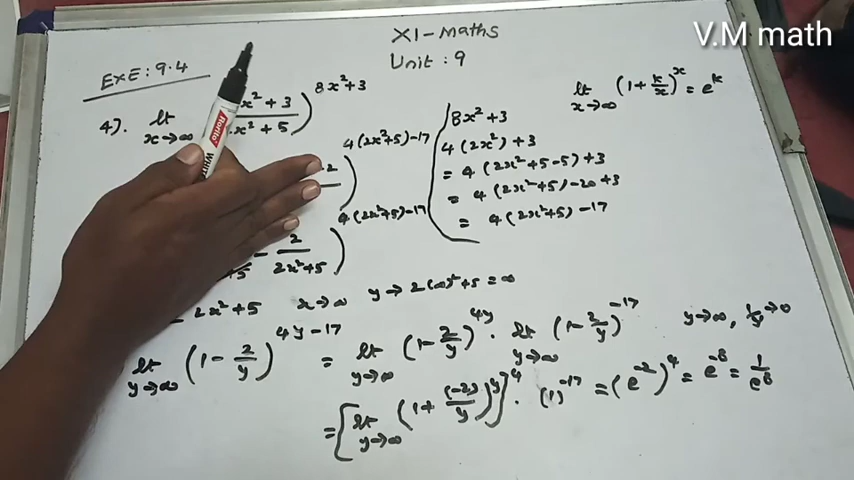 V.M math
XI-Maths
Unit : 9
EXE: 9.4
4). lt x→∞ x² + 3 / x² + 5 ) 8x²+3
lt x→∞ (1 + k/x)^x = e^k
8x² + 3
4 (2x²) + 3
= 4 (2x² + 5 - 5) + 3
= 4 (2x²+5) - 20 + 3
= 4 (2x²+5) - 17
-2 ) 4(2x²+5)-17
- 2 / 2x²+5 ) 4(2x²+5)-17
2x²+5 x→∞ y→2(∞)²+5 = ∞
lt y→∞ (1 - 2/y)^4y-17 = lt y→∞ (1 - 2/y)^4y . lt y→∞ (1 - 2/y)^-17 y→∞, 1/y→0
= [ lt y→∞ (1 + (-2)/y)^y ]^4 . (1)^-17 = (e^-2)^4 = e^-8 = 1/e^8